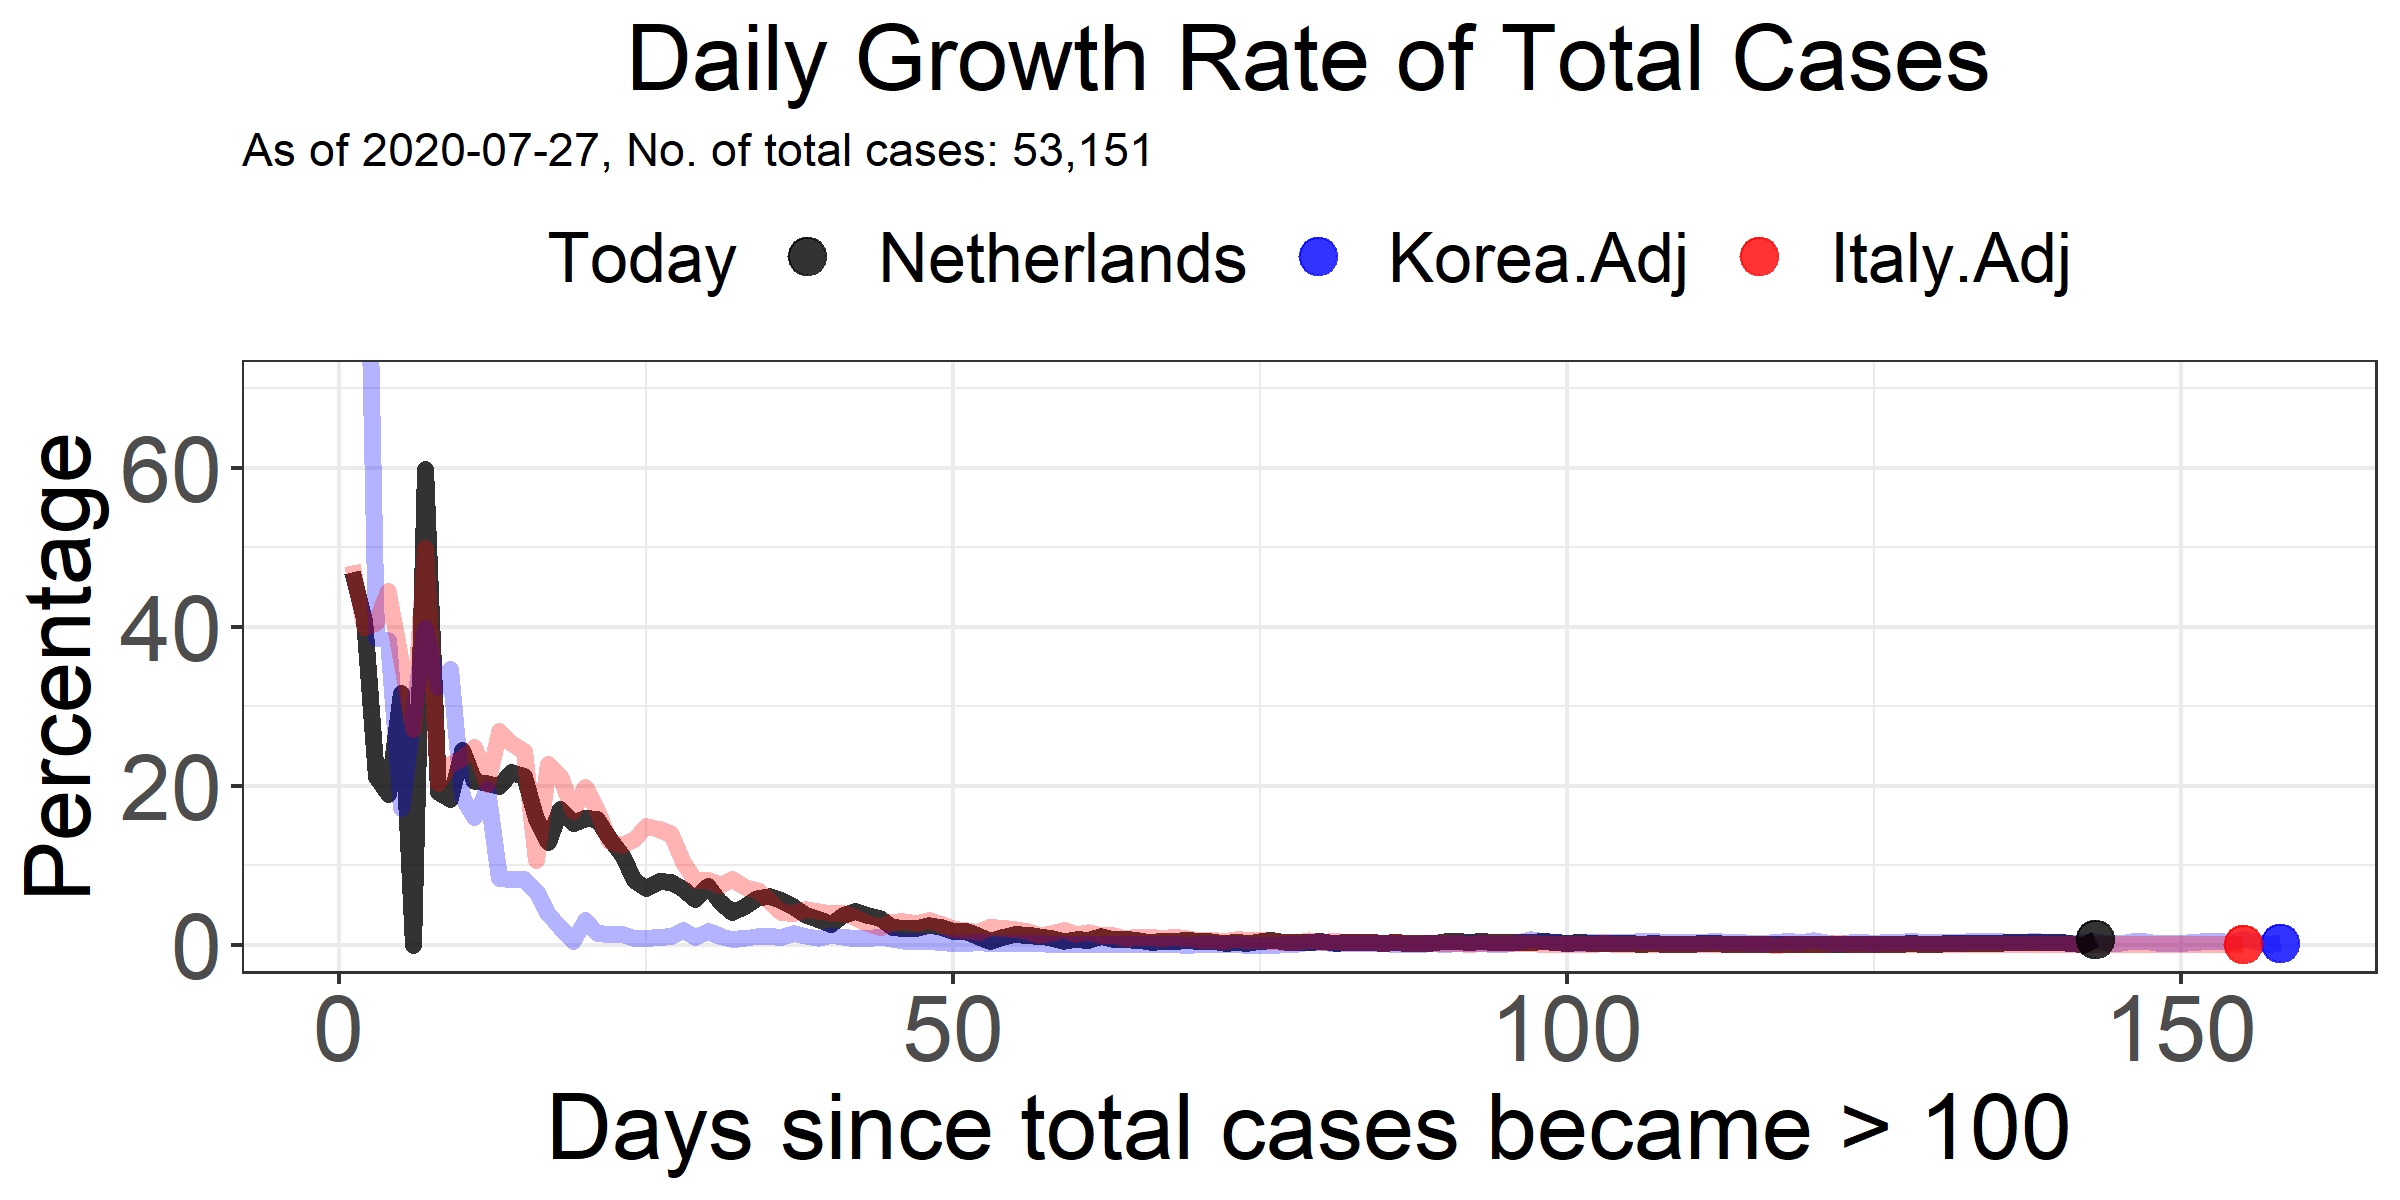 Daily Growth Rate of Total Cases
As of 2020-07-27, No. of total cases: 53,151
Today Netherlands Korea.Adj Italy.Adj
Percentage
60
40
20
0
0 50 100 150
Days since total cases became > 100